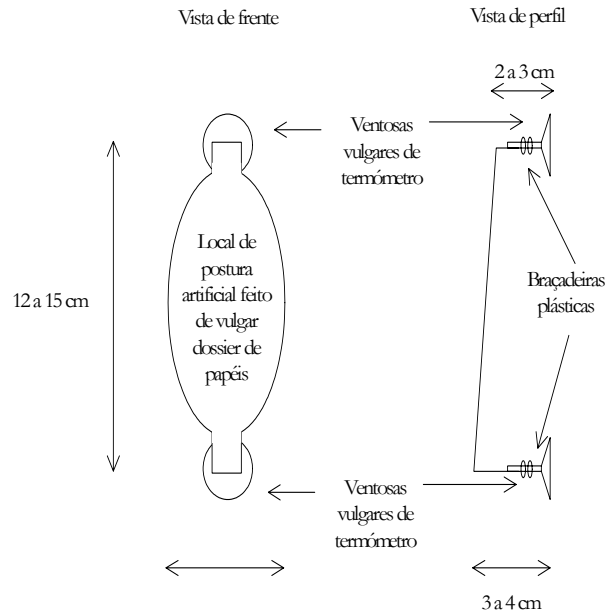 Vista de frente
Vista de perfil
2 a 3 cm
Ventosas
vulgares de
termómetro
Local de
postura
artificial feito
de vulgar
dossier de
papéis
12 a 15 cm
Braçadeiras
plásticas
Ventosas
vulgares de
termómetro
3 a 4 cm